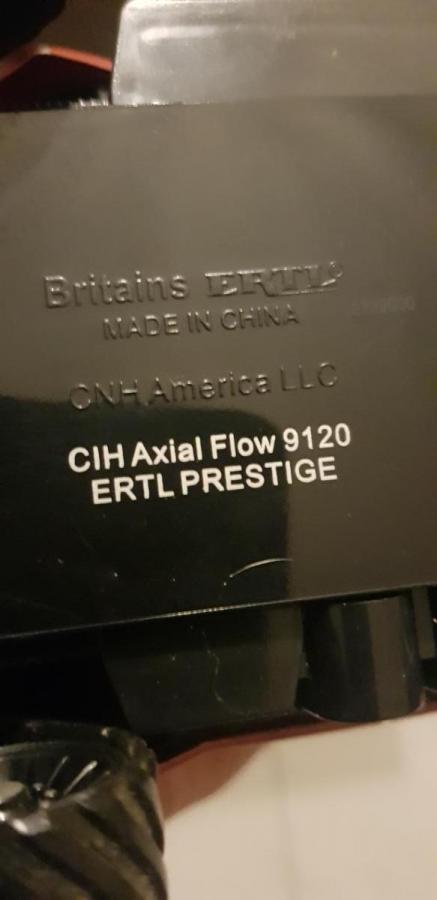 Britains ERTL®
MADE IN CHINA
CNH America LLC
CIH Axial Flow 9120
ERTL PRESTIGE